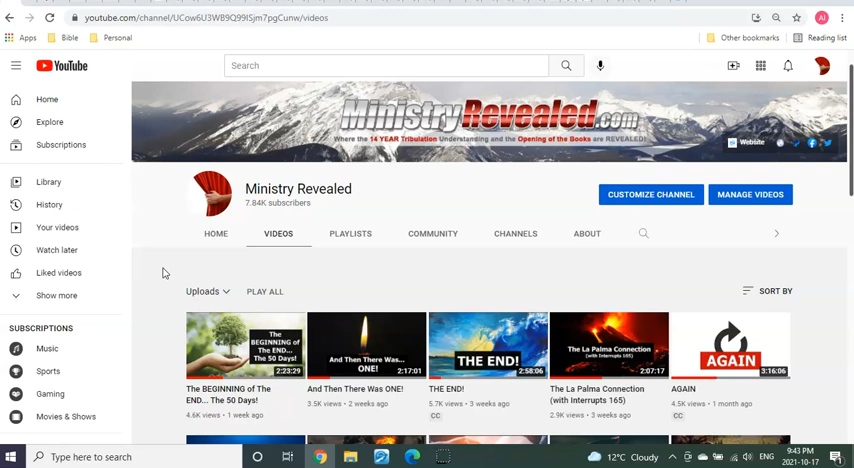 youtube.com/channel/UCow6U3WB9Q99ISjm7pgCunw/videos
AI
Apps Bible Personal Other bookmarks Reading list
YouTube Search
MinistryRevealed.com
Where the 14 YEAR Tribulation Understanding and the Opening of the Books are REVEALED!
Website
Home
Explore
Subscriptions
Library
History
Your videos
Watch later
Liked videos
Show more
SUBSCRIPTIONS
Music
Sports
Gaming
Movies & Shows
Ministry Revealed
7.84K subscribers
CUSTOMIZE CHANNEL MANAGE VIDEOS
HOME VIDEOS PLAYLISTS COMMUNITY CHANNELS ABOUT
Uploads PLAY ALL SORT BY
The
BEGINNING of
The END...
The 50 Days!
2:23:29
The BEGINNING of The
END... The 50 Days!
4.6K views • 1 week ago
And Then There Was...
ONE!
2:17:01
And Then There Was ONE!
3.5K views • 2 weeks ago
THE END!
2:58:06
THE END!
5.7K views • 3 weeks ago
CC
The La Palma Connection
(with Interrupts 165)
2:07:17
The La Palma Connection
(with Interrupts 165)
2.9K views • 3 weeks ago
AGAIN
3:16:06
AGAIN
4.5K views • 1 month ago
CC
Type here to search
12°C Cloudy ENG
9:43 PM
2021-10-17